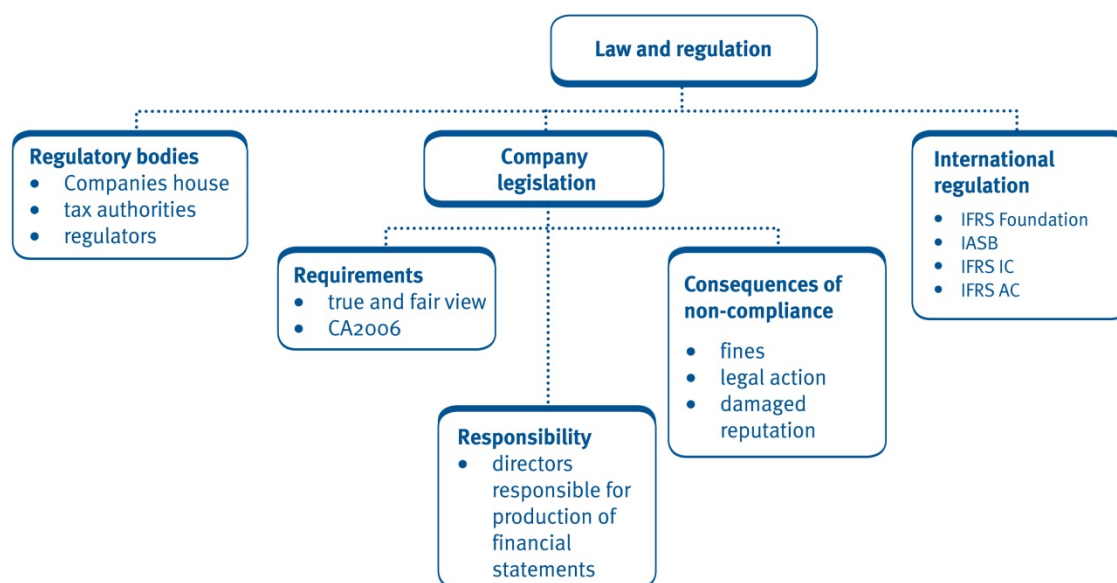 Law and regulation
Regulatory bodies
• Companies house
• tax authorities
• regulators
Company
legislation
International
regulation
• IFRS Foundation
• IASB
• IFRS IC
• IFRS AC
Requirements
• true and fair view
• CA2006
Consequences of
non-compliance
• fines
• legal action
• damaged
reputation
Responsibility
• directors
responsible for
production of
financial
statements